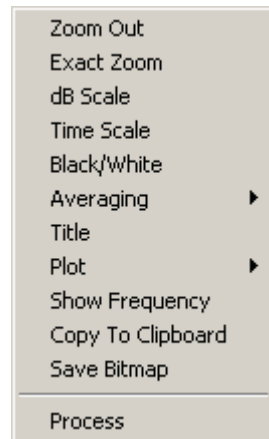 Zoom Out
Exact Zoom
dB Scale
Time Scale
Black/White
Averaging
Title
Plot
Show Frequency
Copy To Clipboard
Save Bitmap
Process